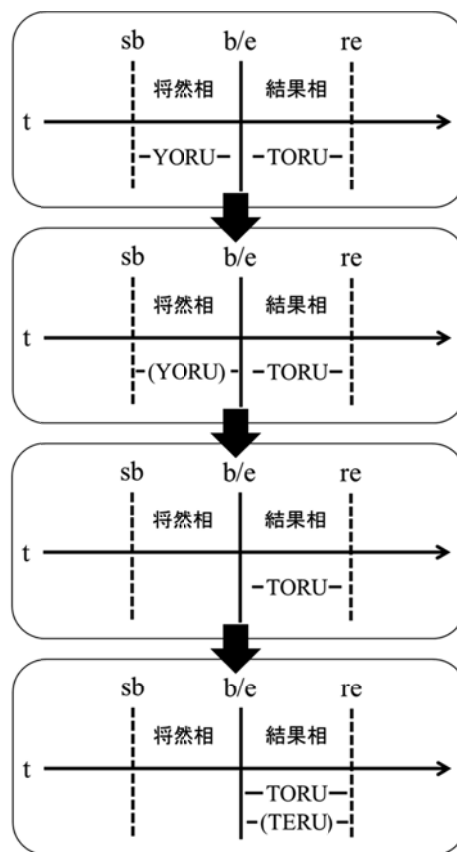 sb b/e re
将然相 結果相
t
YORU TORU
sb b/e re
将然相 結果相
t
(YORU) TORU
sb b/e re
将然相 結果相
t
TORU
sb b/e re
将然相 結果相
t
TORU
(TERU)